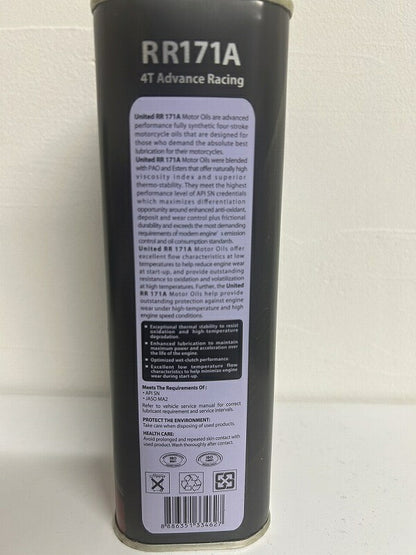 RR171A
4T Advance Racing
United RR 171A Motor Oils are advanced
performance fully synthetic four-stroke
motorcycle oils that are designed for
those who demand the absolute best
lubrication for their motorcycles.
United RR 171A Motor Oils were blended
with PAO and Esters that offer naturally high
viscosity index and superior
thermo-stability. They meet the highest
performance level of API SN credentials
which maximizes differentiation
opportunity around enhanced anti-oxidant,
deposit and wear control plus frictional
durability and exceeds the most demanding
requirements of modern engine's emission
control and oil consumption standards.
United RR 171A Motor Oils offer
excellent flow characteristics at low
temperatures to help reduce engine wear
at start-up, and provide outstanding
resistance to oxidation and volatilization
at high temperatures. Further, the United
RR 171A Motor Oils help provide
outstanding protection against engine
wear under high-temperature and high
engine speed conditions.
Exceptional thermal stability to resist
oxidation and high-temperature
degradation.
Enhanced lubrication to maintain
maximum power and acceleration over
the life of the engine.
Optimized wet-clutch performance.
Excellent low temperature flow
characteristics to help minimize engine
wear during start-up.
Meets The Requirements Of :
• API SN
• JASO MA2
Refer to vehicle service manual for correct
lubricant requirement and service intervals.
PROTECT THE ENVIRONMENT:
Take care when disposing of used products.
HEALTH CARE:
Avoid prolonged and repeated skin contact with
used product. Wash thoroughly after contact.
8 886351 334627